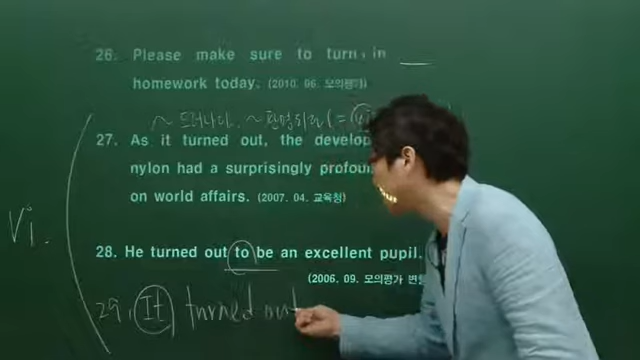 26. Please make sure to turn in
homework today. (2010. 06. 모의평가)
~ 드러나다. ~ 판명되다 (=
27. As it turned out, the develop
nylon had a surprisingly profou
on world affairs. (2007. 04. 교육청)
Vi.
28. He turned out to be an excellent pupil.
(2006. 09. 모의평가 변형
29. It turned out